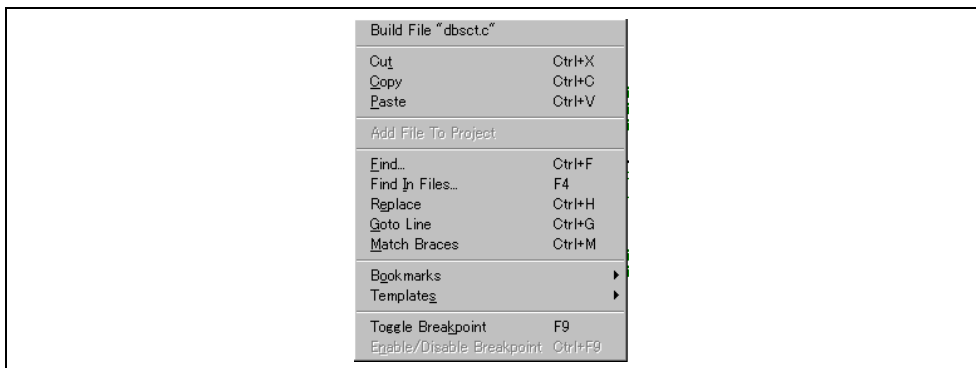 Build File "dbsct.c"
Cut Ctrl+X
Copy Ctrl+C
Paste Ctrl+V
Add File To Project
Find... Ctrl+F
Find In Files... F4
Replace Ctrl+H
Goto Line Ctrl+G
Match Braces Ctrl+M
Bookmarks
Templates
Toggle Breakpoint F9
Enable/Disable Breakpoint Ctrl+F9